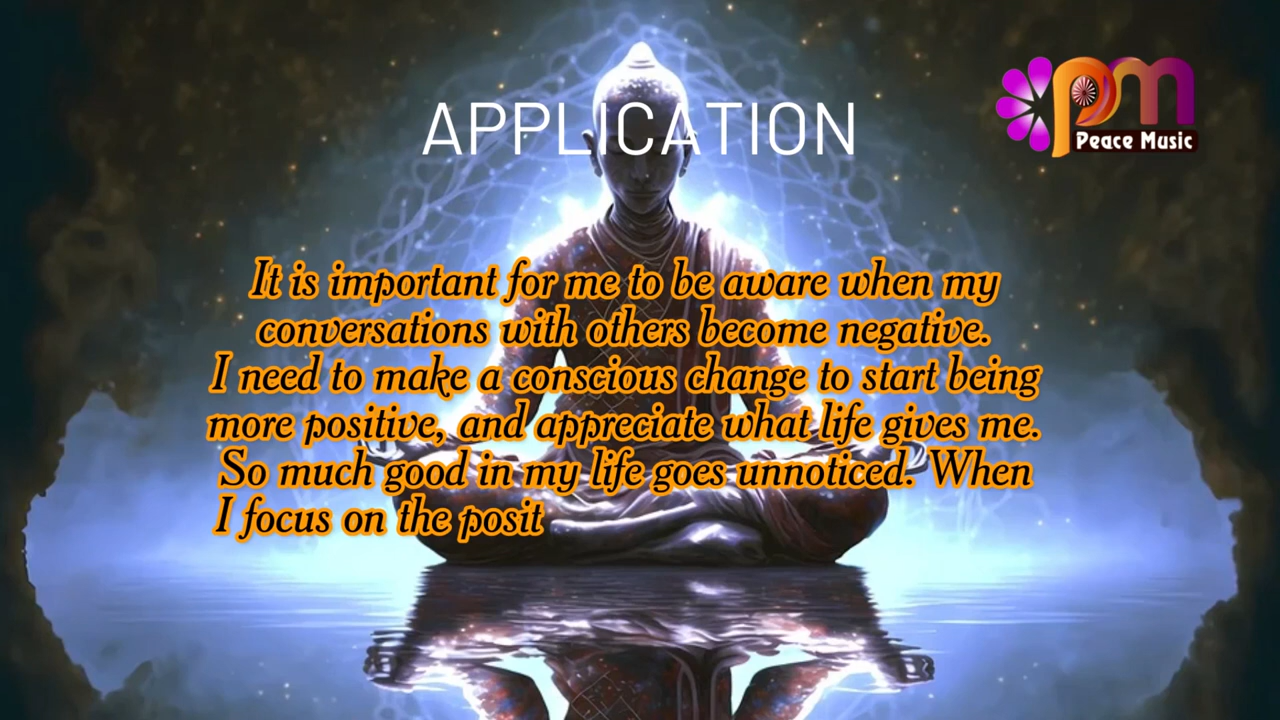 APPLICATION
pm
Peace Music
It is important for me to be aware when my
conversations with others become negative.
I need to make a conscious change to start being
more positive, and appreciate what life gives me.
So much good in my life goes unnoticed. When
I focus on the posit